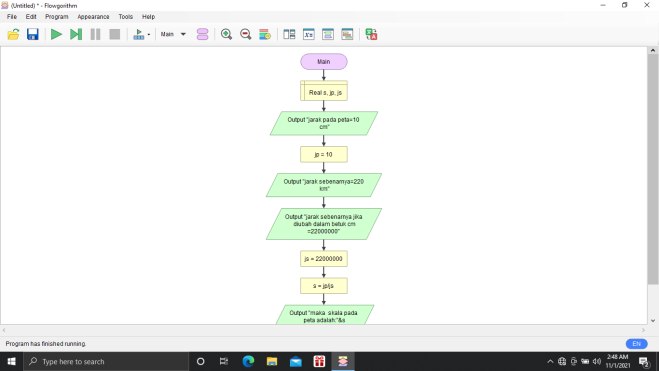 (Untitled) * - Flowgorithm
File Edit Program Appearance Tools Help
Main
Main
Real s, jp, js
Output "jarak pada peta=10
cm"
jp = 10
Output "jarak sebenarnya=220
km"
Output "jarak sebenarnya jika
diubah dalam betuk cm
=22000000"
js = 22000000
s = jp/js
Output "maka skala pada
peta adalah:"&s
Program has finished running.
EN
Type here to search
2:48 AM
11/1/2021
2